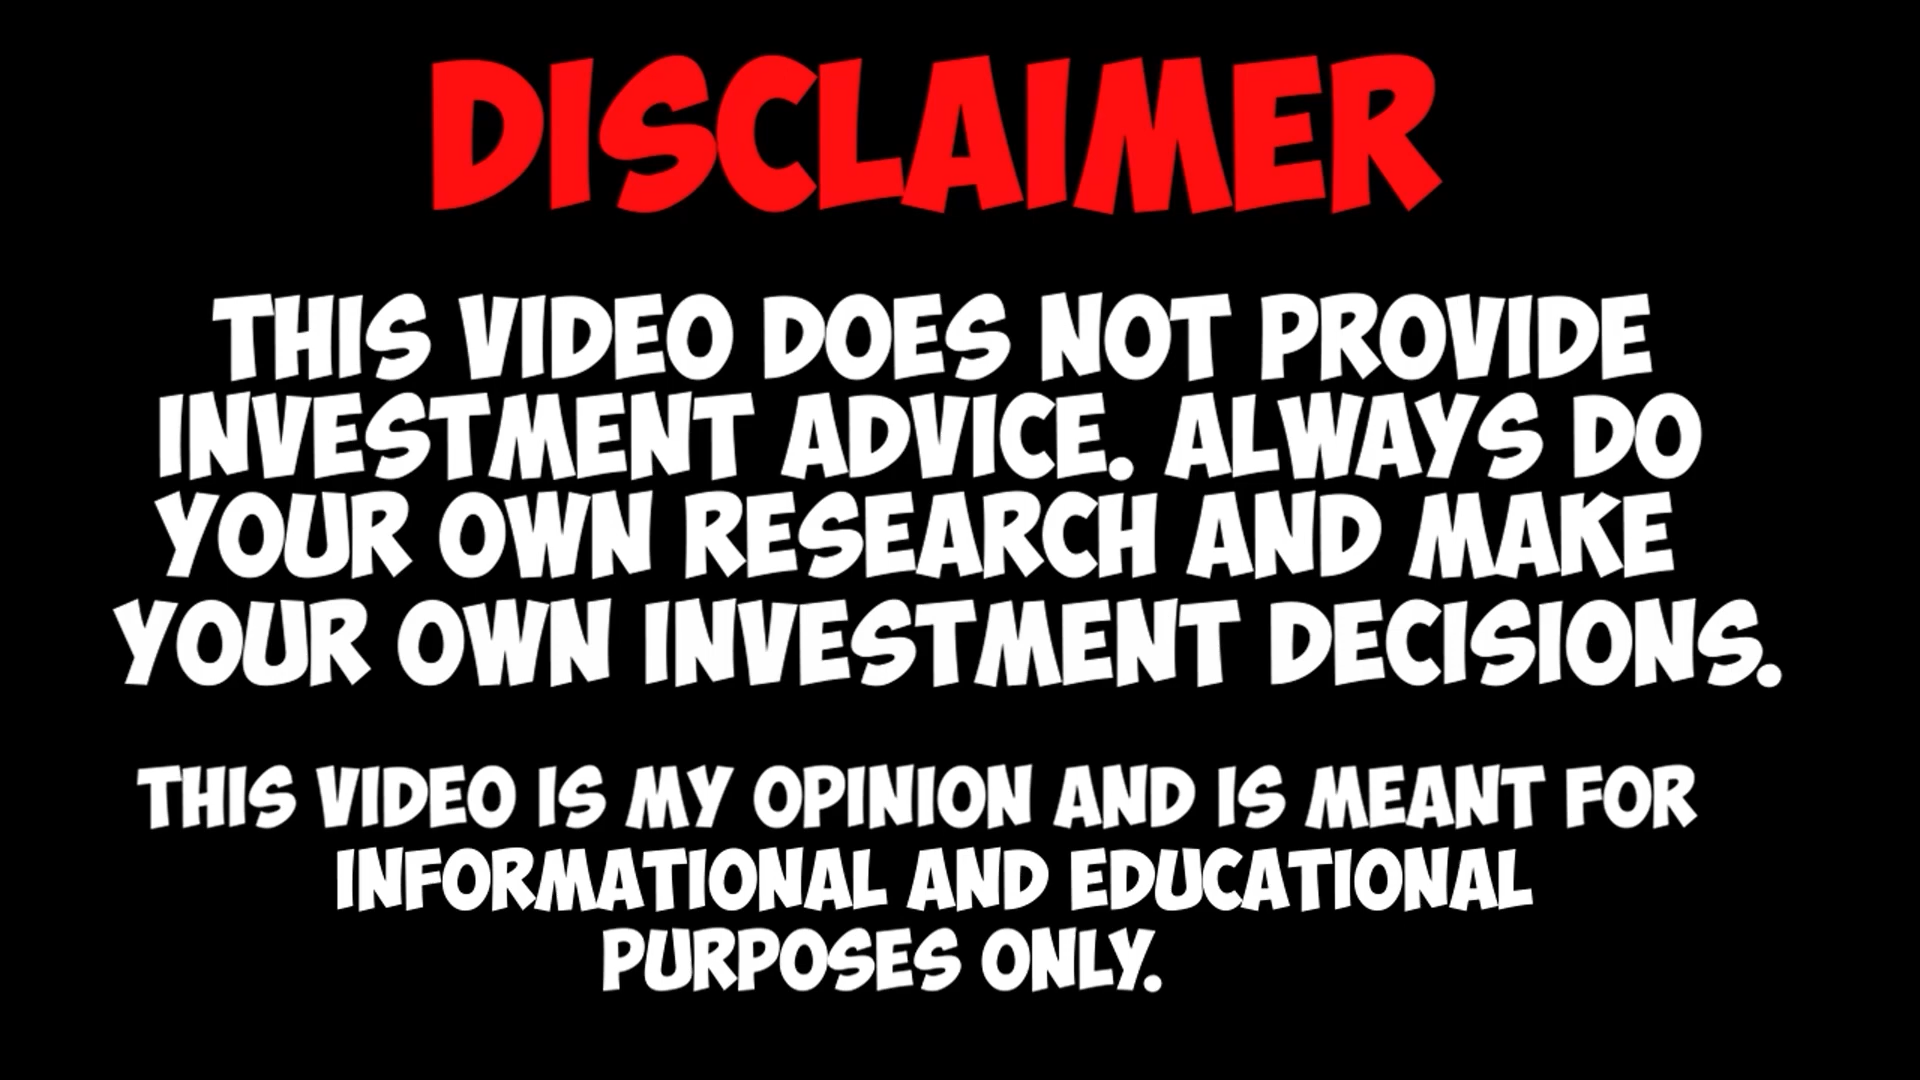 DISCLAIMER
THIS VIDEO DOES NOT PROVIDE
INVESTMENT ADVICE. ALWAYS DO
YOUR OWN RESEARCH AND MAKE
YOUR OWN INVESTMENT DECISIONS.
THIS VIDEO IS MY OPINION AND IS MEANT FOR
INFORMATIONAL AND EDUCATIONAL
PURPOSES ONLY.